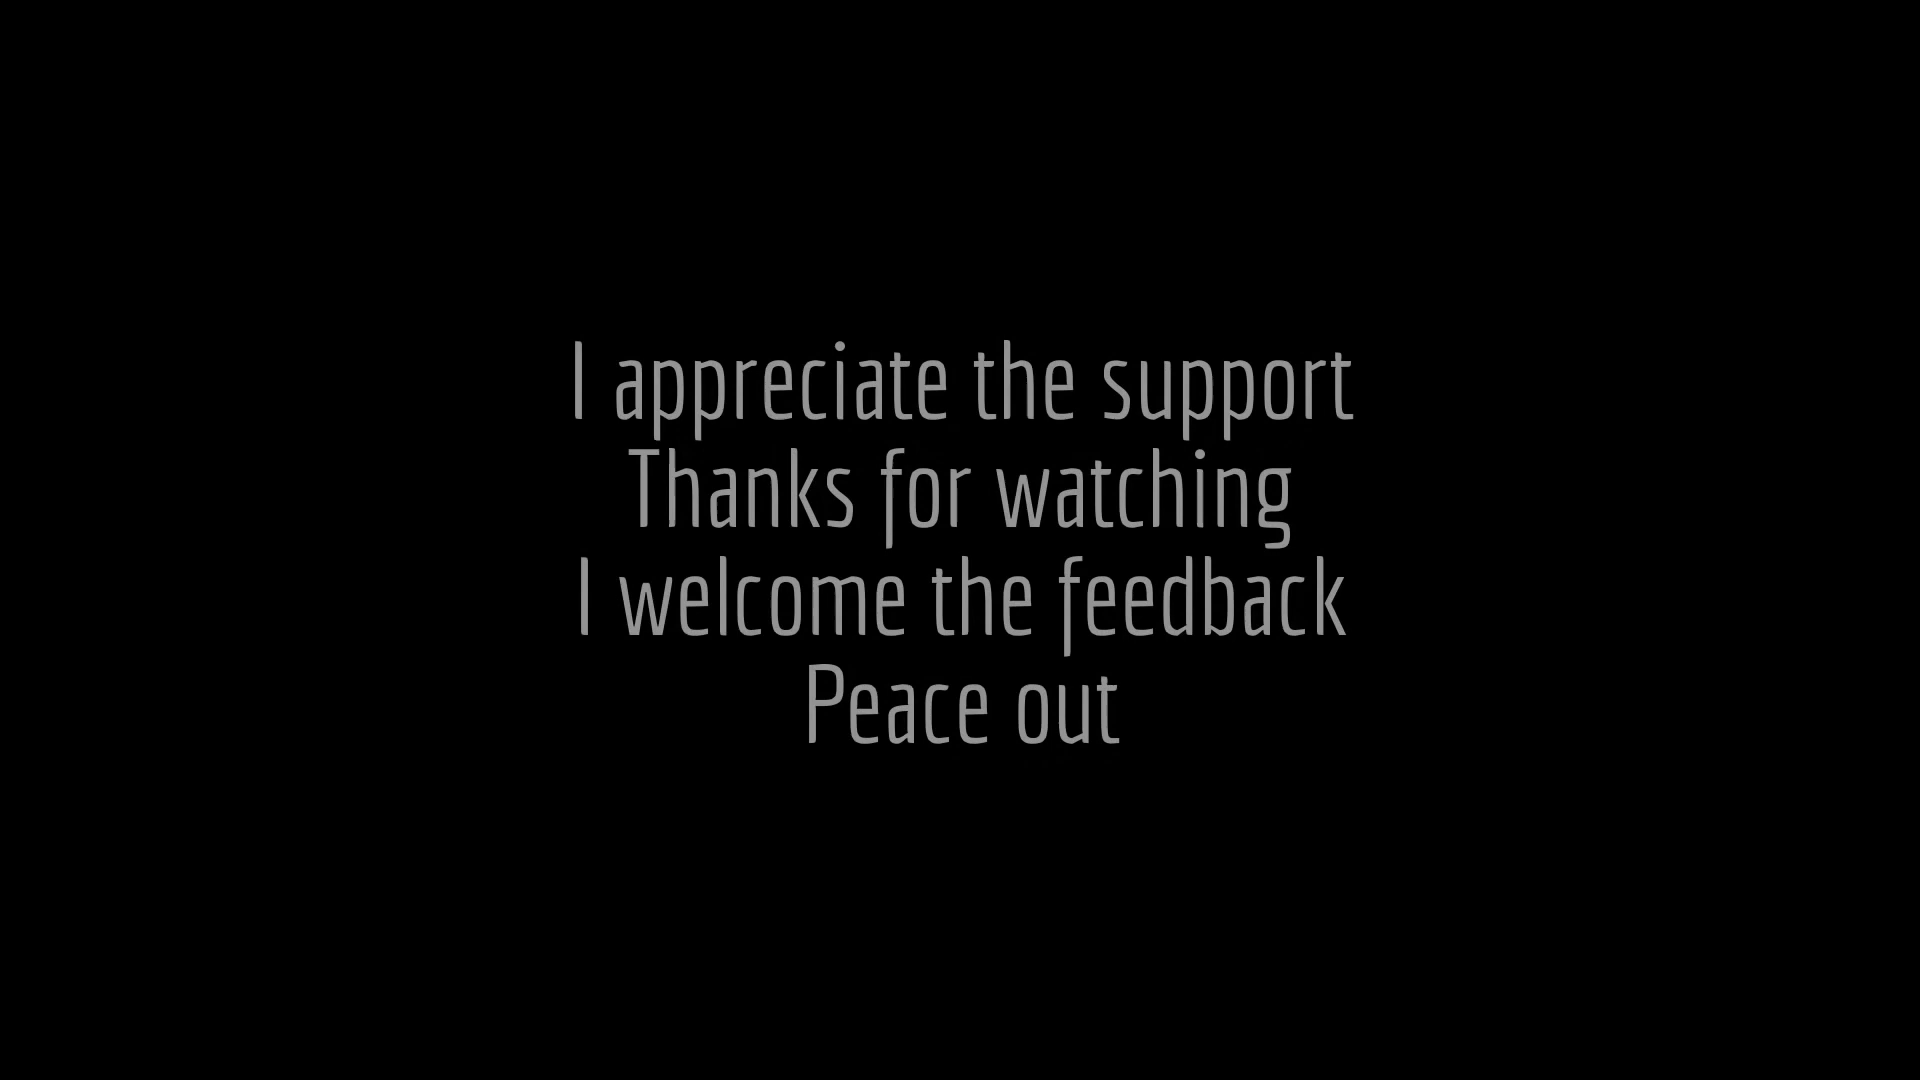 I appreciate the support
Thanks for watching
I welcome the feedback
Peace out